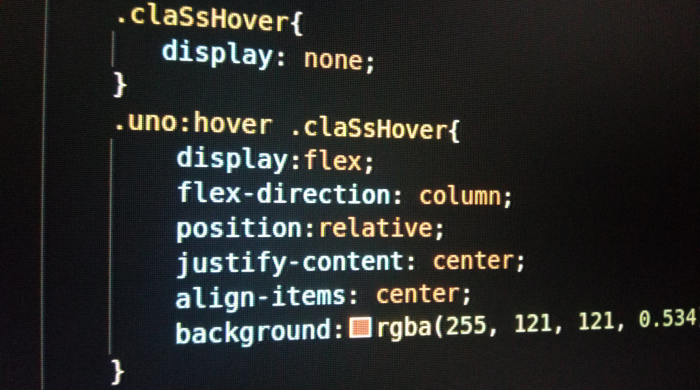 .claSsHover{
display: none;
}
.uno:hover .claSsHover{
display:flex;
flex-direction: column;
position:relative;
justify-content: center;
align-items: center;
background: rgba(255, 121, 121, 0.534
}